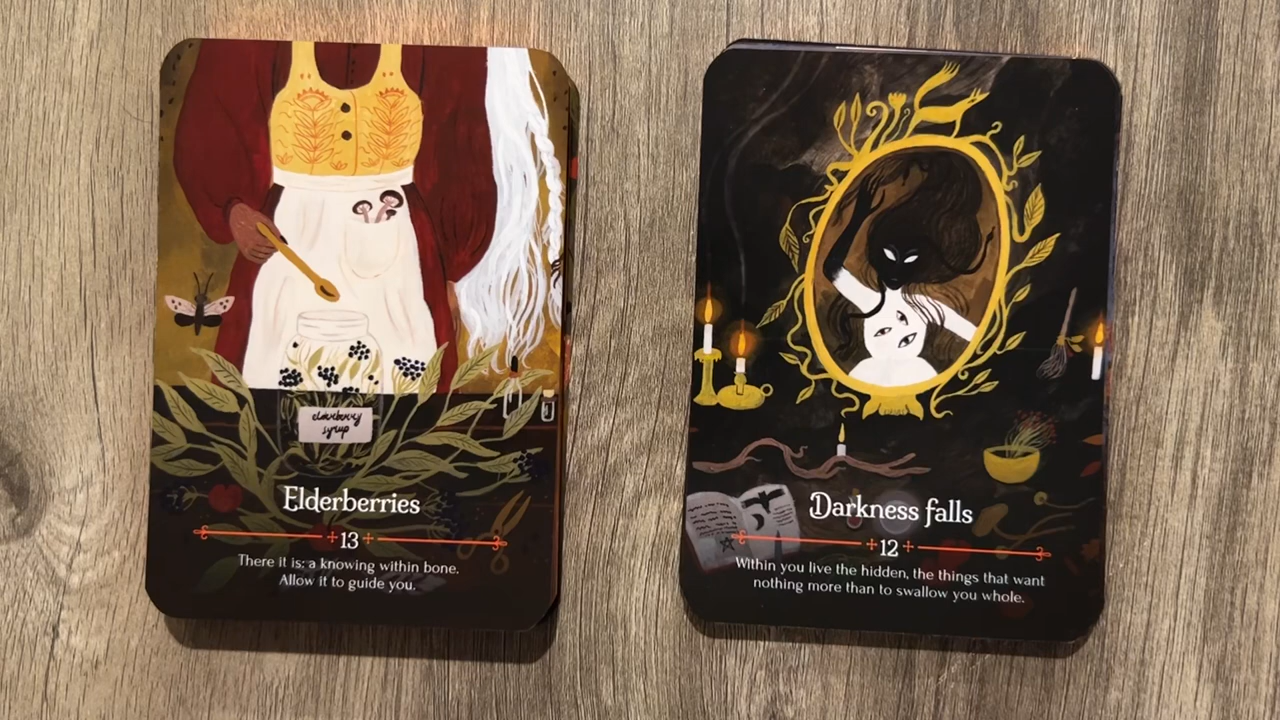 elderberry
syrup
Elderberries
13
There it is: a knowing within bone.
Allow it to guide you.
Darkness falls
12
Within you live the hidden, the things that want
nothing more than to swallow you whole.